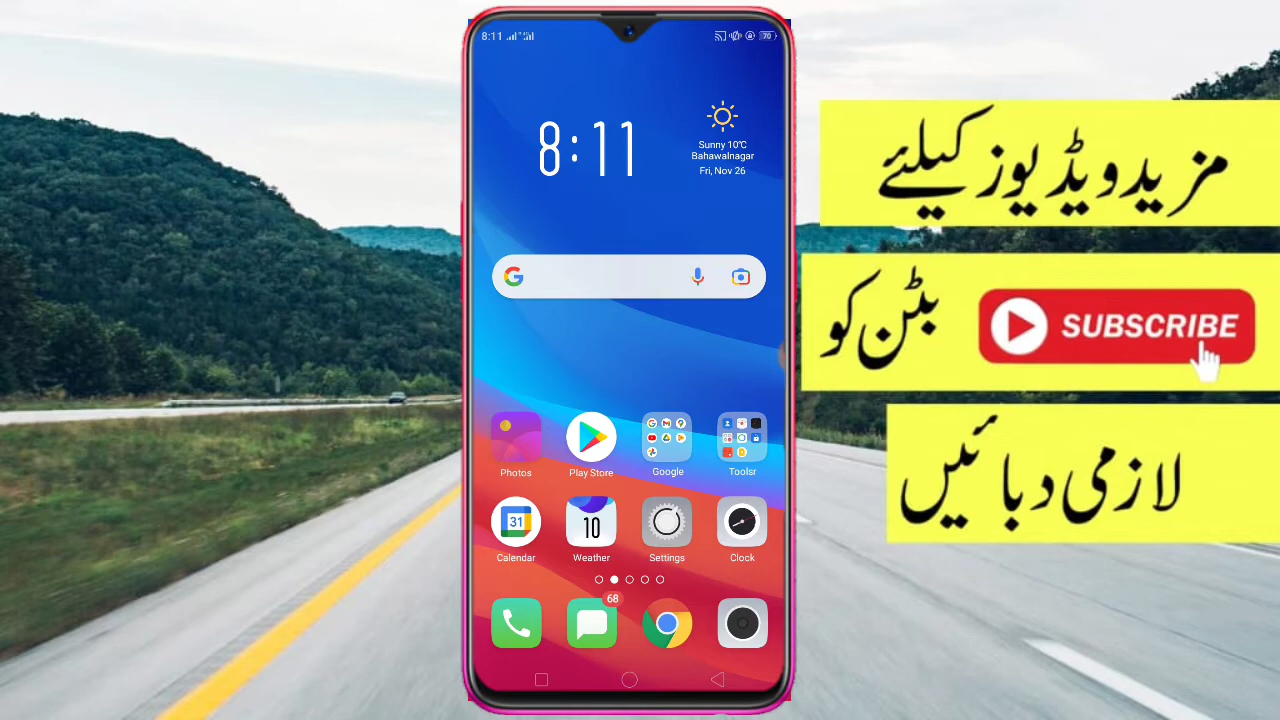 8:11
70
8:11
Sunny 10℃
Bahawalnagar
Fri, Nov 26
Photos
Play Store
Google
Toolsr
31
10
Calendar
Weather
Settings
Clock
68
مزید ویڈیوز کیلئے
SUBSCRIBE بٹن کو
لازمی دبائیں